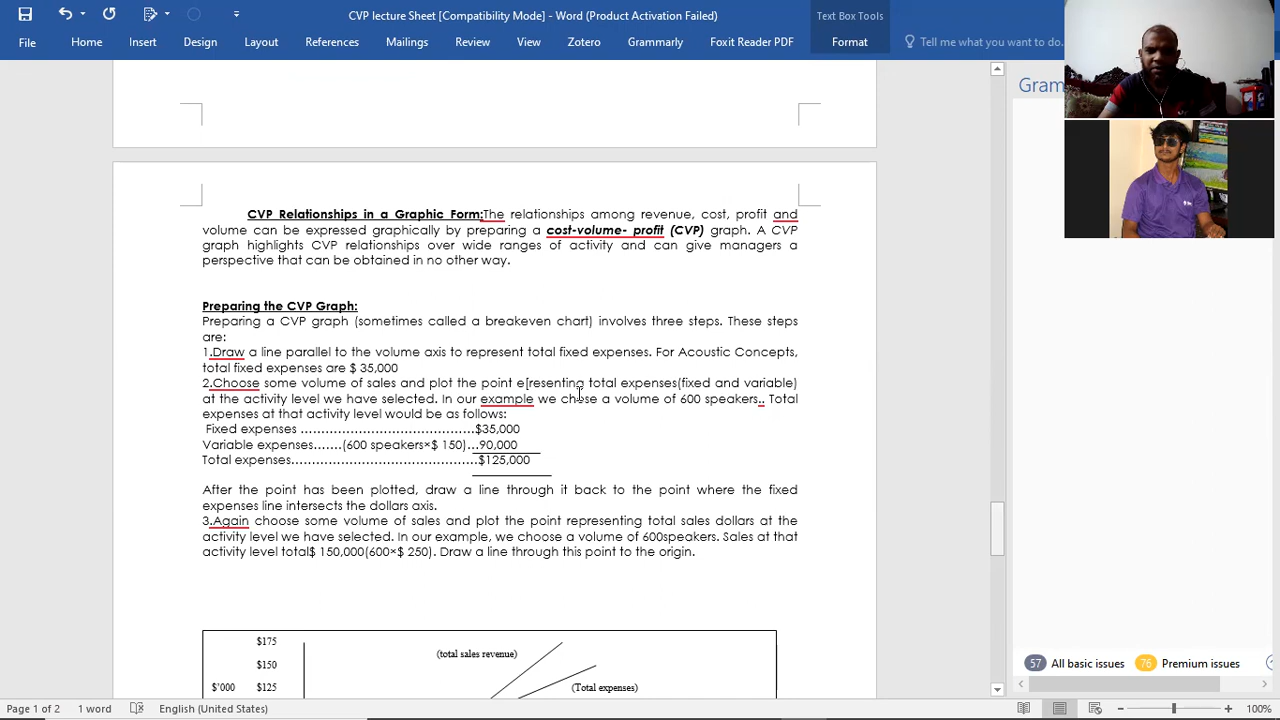 CVP lecture Sheet [Compatibility Mode] - Word (Product Activation Failed)
Text Box Tools
File Home Insert Design Layout References Mailings Review View Zotero Grammarly Foxit Reader PDF Format Tell me what you want to do.
Gram
CVP Relationships in a Graphic Form:The relationships among revenue, cost, profit and
volume can be expressed graphically by preparing a cost-volume- profit (CVP) graph. A CVP
graph highlights CVP relationships over wide ranges of activity and can give managers a
perspective that can be obtained in no other way.
Preparing the CVP Graph:
Preparing a CVP graph (sometimes called a breakeven chart) involves three steps. These steps
are:
1.Draw a line parallel to the volume axis to represent total fixed expenses. For Acoustic Concepts,
total fixed expenses are $ 35,000
2.Choose some volume of sales and plot the point e[resenting total expenses(fixed and variable)
at the activity level we have selected. In our example we chose a volume of 600 speakers.. Total
expenses at that activity level would be as follows:
Fixed expenses ……………………………………$35,000
Variable expenses…….(600 speakers×$ 150)…90,000
Total expenses……………………………………….$125,000
After the point has been plotted, draw a line through it back to the point where the fixed
expenses line intersects the dollars axis.
3.Again choose some volume of sales and plot the point representing total sales dollars at the
activity level we have selected. In our example, we choose a volume of 600speakers. Sales at that
activity level total$ 150,000(600×$ 250). Draw a line through this point to the origin.
$175
(total sales revenue)
$150
$'000 $125 (Total expenses)
57 All basic issues 76 Premium issues
Page 1 of 2 1 word English (United States) 100%